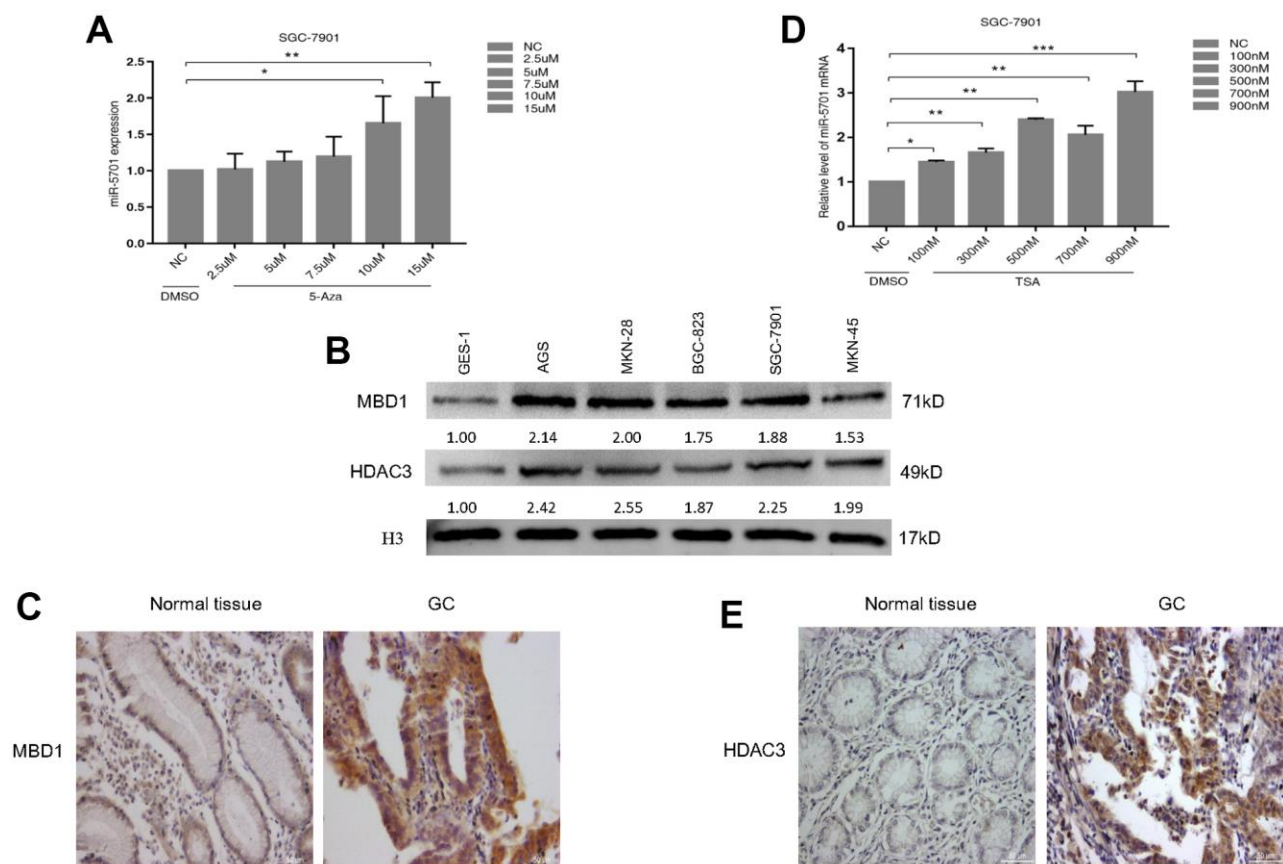 A
SGC-7901
miR-5701 expression
2.5
2.0
1.5
1.0
0.5
0.0
** 
*
NC
2.5uM
5uM
7.5uM
10uM
15uM
NC
2.5uM
5uM
7.5uM
10uM
15uM
DMSO
5-Aza
D
SGC-7901
Relative level of miR-5701 mRNA
4
3
2
1
0
***
**
**
**
*
NC
100nM
300nM
500nM
700nM
900nM
NC
100nM
300nM
500nM
700nM
900nM
DMSO
TSA
B
GES-1 AGS MKN-28 BGC-823 SGC-7901 MKN-45
MBD1 71kD
1.00 2.14 2.00 1.75 1.88 1.53
HDAC3 49kD
1.00 2.42 2.55 1.87 2.25 1.99
H3 17kD
C
Normal tissue GC
MBD1
E
Normal tissue GC
HDAC3